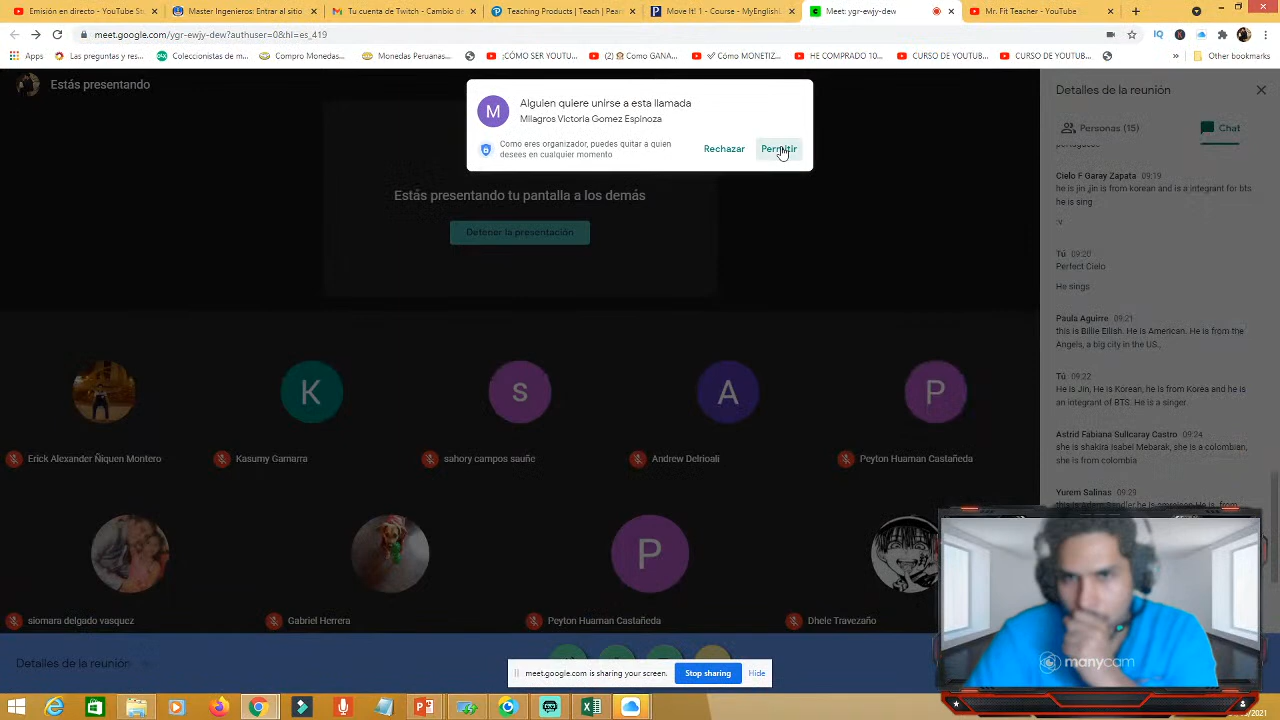 Emisión en directo - YouTube St
Master Ingenieros: Entrar al sitio
Tu cuenta de Twitch - Cambio de
Teaching Products | Teach | Pears
Move It! 1 - Course - MyEnglishL
Meet: ygr-ewjy-dew
Mr. Fit Teacher - YouTube
meet.google.com/ygr-ewjy-dew?authuser=0&hl=es_419
Apps
Las preguntas y res...
Coleccionistas de m...
Compro Monedas...
Monedas Peruanas...
¡CÓMO SER YOUTU...
(2) Como GANA...
Cómo MONETIZ...
HE COMPRADO 10...
CURSO DE YOUTUB...
CURSO DE YOUTUB...
Other bookmarks
Estás presentando
M
Alguien quiere unirse a esta llamada
Milagros Victoria Gomez Espinoza
Como eres organizador, puedes quitar a quien
desees en cualquier momento
Rechazar
Permitir
Estás presentando tu pantalla a los demás
Detener la presentación
Detalles de la reunión
Personas (15)
Chat
Cielo F Garay Zapata 09:19
he is jin ,jin is from korean and is a integrant for bts
he is sing
:v
Tú 09:20
Perfect Cielo
He sings
Paula Aguirre 09:21
this is Billie Eilish. He is American. He is from the
Angels, a big city in the US.,
Tú 09:22
He is Jin, He is Korean, he is from Korea and he is
an integrant of BTS. He is a singer.
Astrid Fabiana Sullcaray Castro 09:24
she is shakira Isabel Mebarak, she is a colombian,
she is from colombia
Yurem Salinas 09:29
K
s
A
P
Erick Alexander Ñiquen Montero
Kasumy Gamarra
sahory campos sauñe
Andrew Delrioali
Peyton Huaman Castañeda
P
siomara delgado vasquez
Gabriel Herrera
Peyton Huaman Castañeda
Dhele Travezaño
Detalles de la reunión
meet.google.com is sharing your screen.
Stop sharing
Hide
manycam
/2021